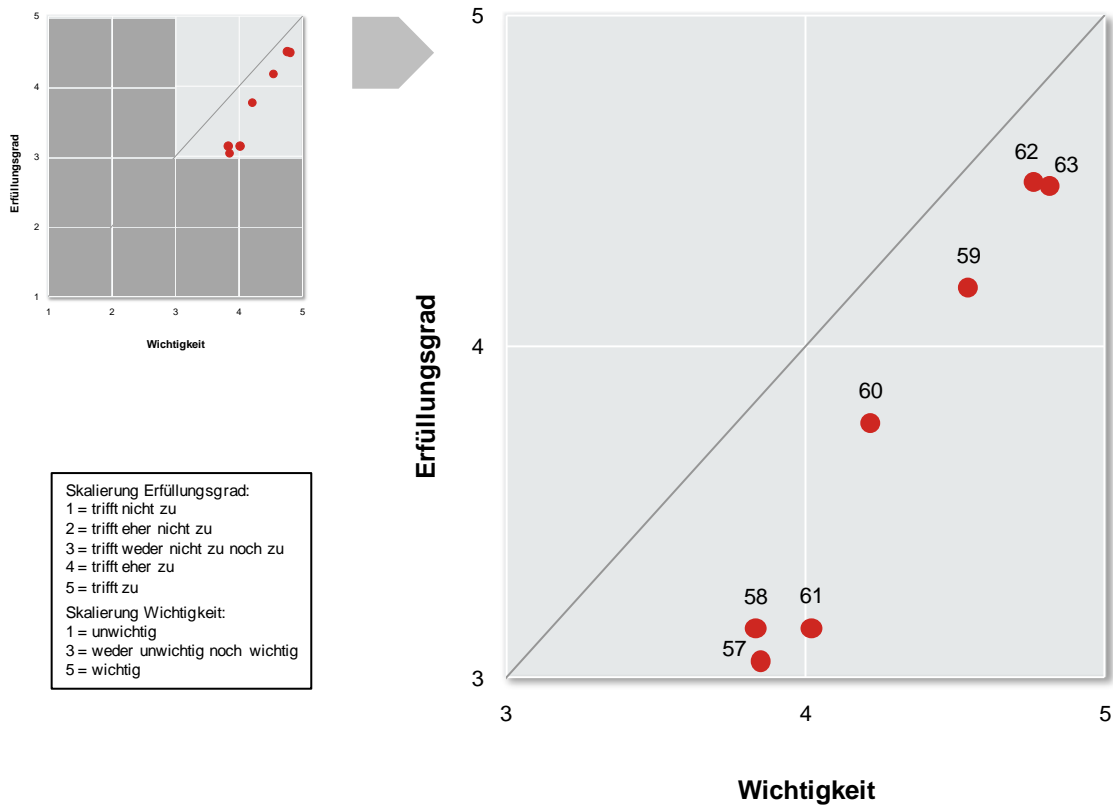 5
4
3
2
1
Erfüllungsgrad
1 2 3 4 5
Wichtigkeit
Skalierung Erfüllungsgrad:
1 = trifft nicht zu
2 = trifft eher nicht zu
3 = trifft weder nicht zu noch zu
4 = trifft eher zu
5 = trifft zu
Skalierung Wichtigkeit:
1 = unwichtig
3 = weder unwichtig noch wichtig
5 = wichtig
5
4
3
Erfüllungsgrad
62 63
59
60
58 61
57
3 4 5
Wichtigkeit